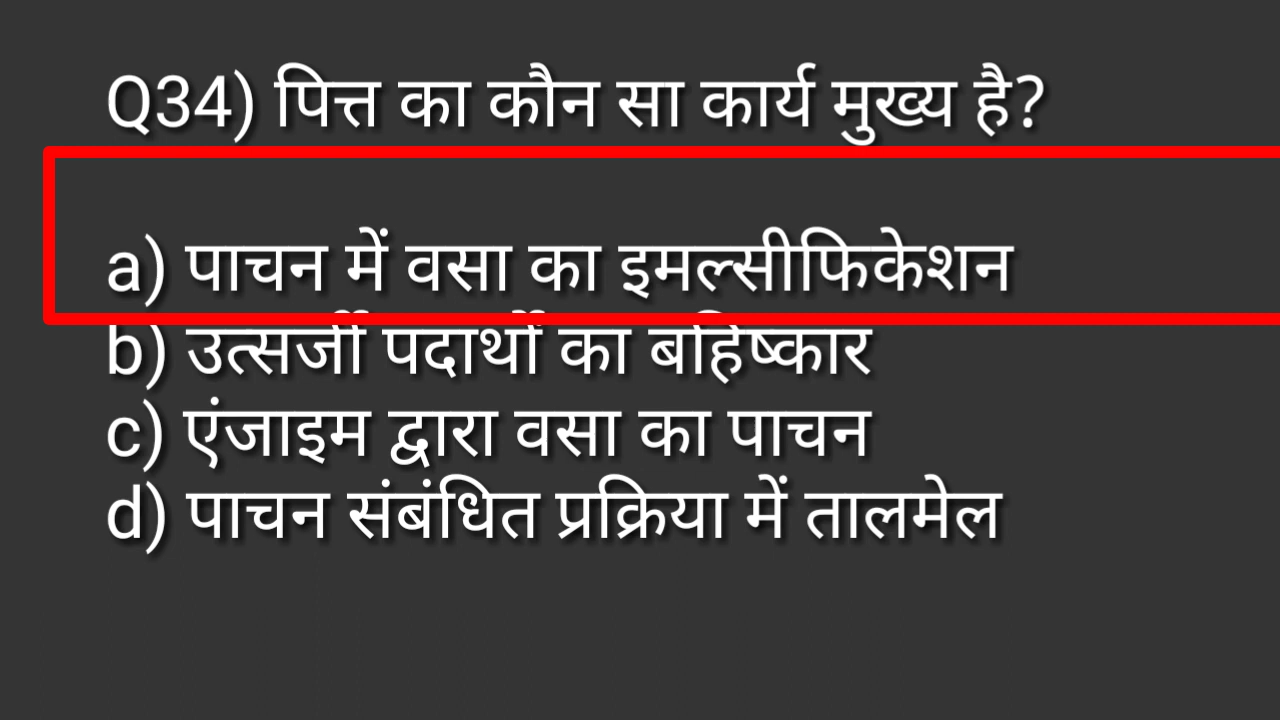 Q34) पित्त का कौन सा कार्य मुख्य है?
a) पाचन में वसा का इमल्सीफिकेशन
b) उत्सर्जी पदार्थों का बहिष्कार
c) एंजाइम द्वारा वसा का पाचन
d) पाचन संबंधित प्रक्रिया में तालमेल